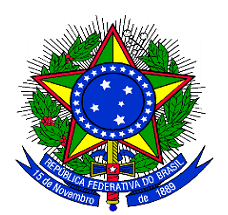 REPÚBLICA FEDERATIVA DO BRASIL
15 de Novembro de 1889